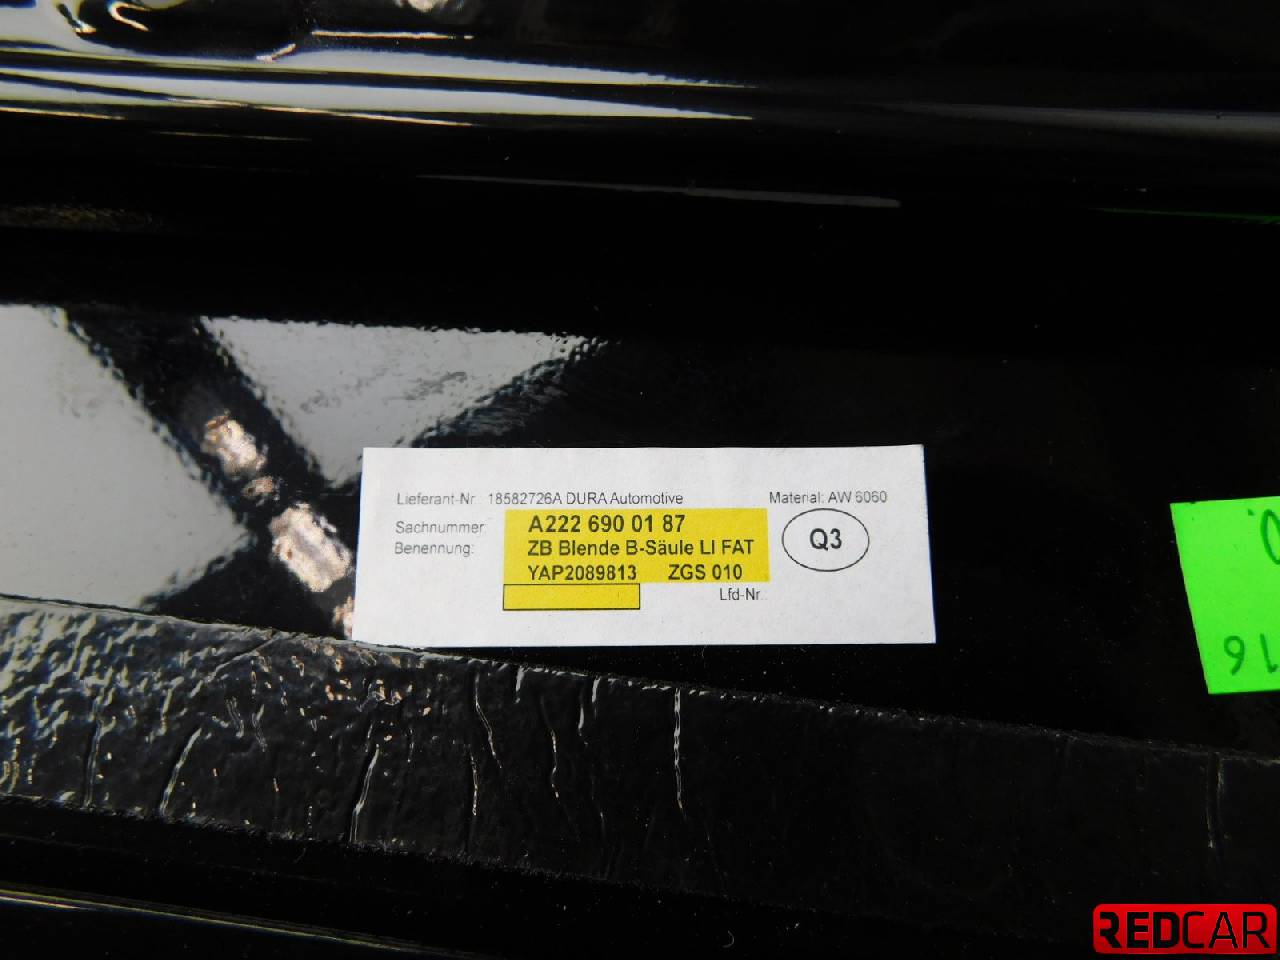 Lieferant-Nr.: 18582726A DURA Automotive Material: AW 6060
Sachnummer: A222 690 01 87
Q3
Benennung: ZB Blende B-Säule LI FAT
YAP2089813 ZGS 010
Lfd-Nr.:
16
REDCAR